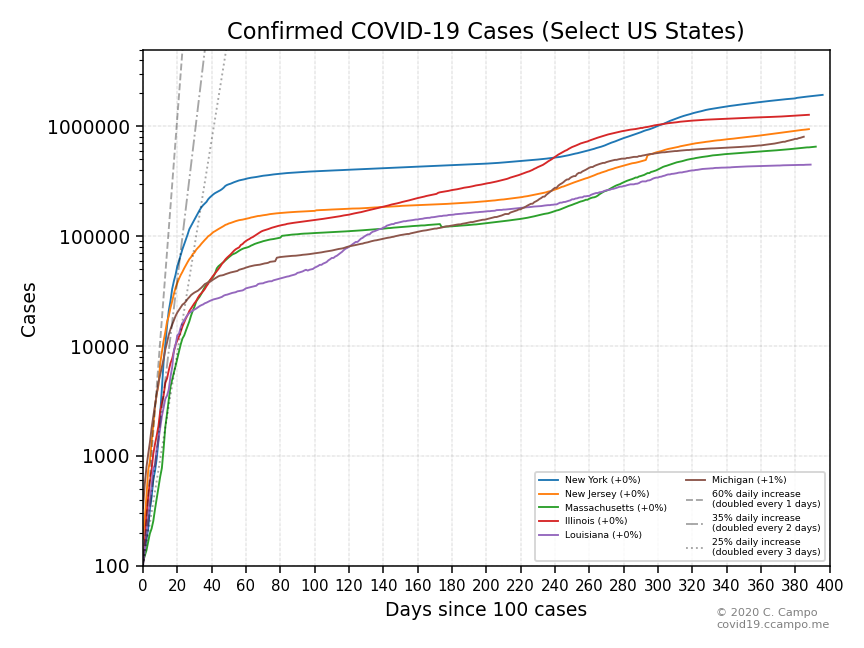 Confirmed COVID-19 Cases (Select US States)
Cases
1000000
100000
10000
1000
100
0 20 40 60 80 100 120 140 160 180 200 220 240 260 280 300 320 340 360 380 400
Days since 100 cases
New York (+0%)
New Jersey (+0%)
Massachusetts (+0%)
Illinois (+0%)
Louisiana (+0%)
Michigan (+1%)
60% daily increase
(doubled every 1 days)
35% daily increase
(doubled every 2 days)
25% daily increase
(doubled every 3 days)
© 2020 C. Campo
covid19.ccampo.me